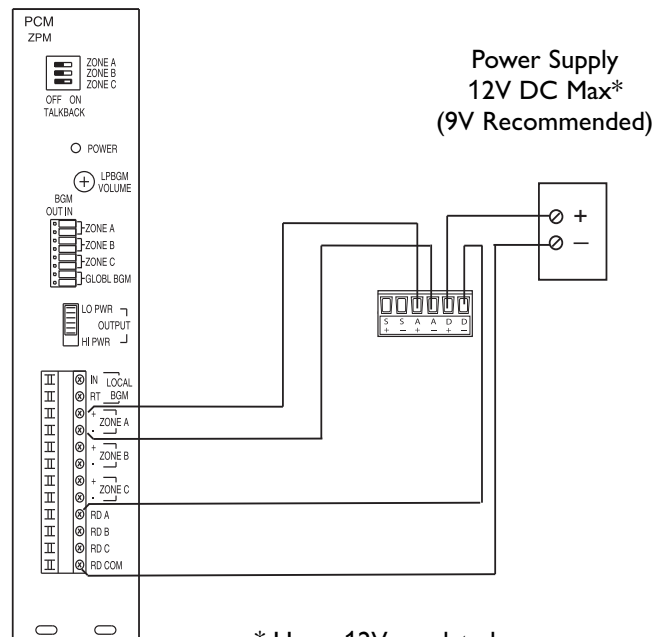 PCM
ZPM
ZONE A
ZONE B
ZONE C
OFF ON
TALKBACK
POWER
LPBGM
VOLUME
BGM
OUT IN
ZONE A
ZONE B
ZONE C
GLOBL BGM
LO PWR
OUTPUT
HI PWR
IN LOCAL
RT BGM
+
ZONE A
-
+
ZONE B
-
+
ZONE C
-
RD A
RD B
RD C
RD COM
Power Supply
12V DC Max*
(9V Recommended)
+
–
S S A A D D
+ – + – + –